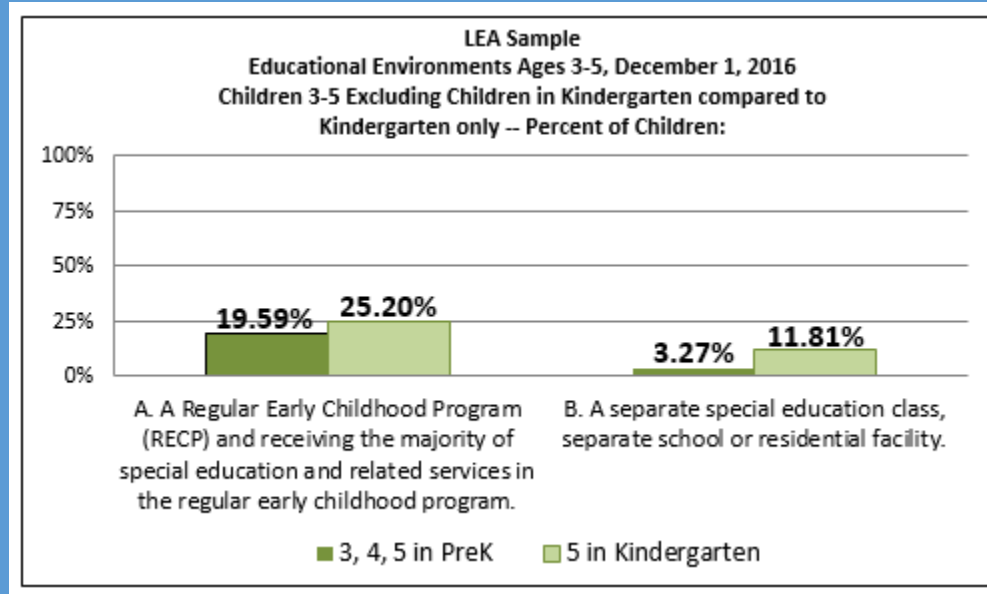 LEA Sample
Educational Environments Ages 3-5, December 1, 2016
Children 3-5 Excluding Children in Kindergarten compared to
Kindergarten only -- Percent of Children:
100%
75%
50%
25%
0%
19.59%
25.20%
3.27%
11.81%
A. A Regular Early Childhood Program
(RECP) and receiving the majority of
special education and related services in
the regular early childhood program.
B. A separate special education class,
separate school or residential facility.
3, 4, 5 in PreK
5 in Kindergarten